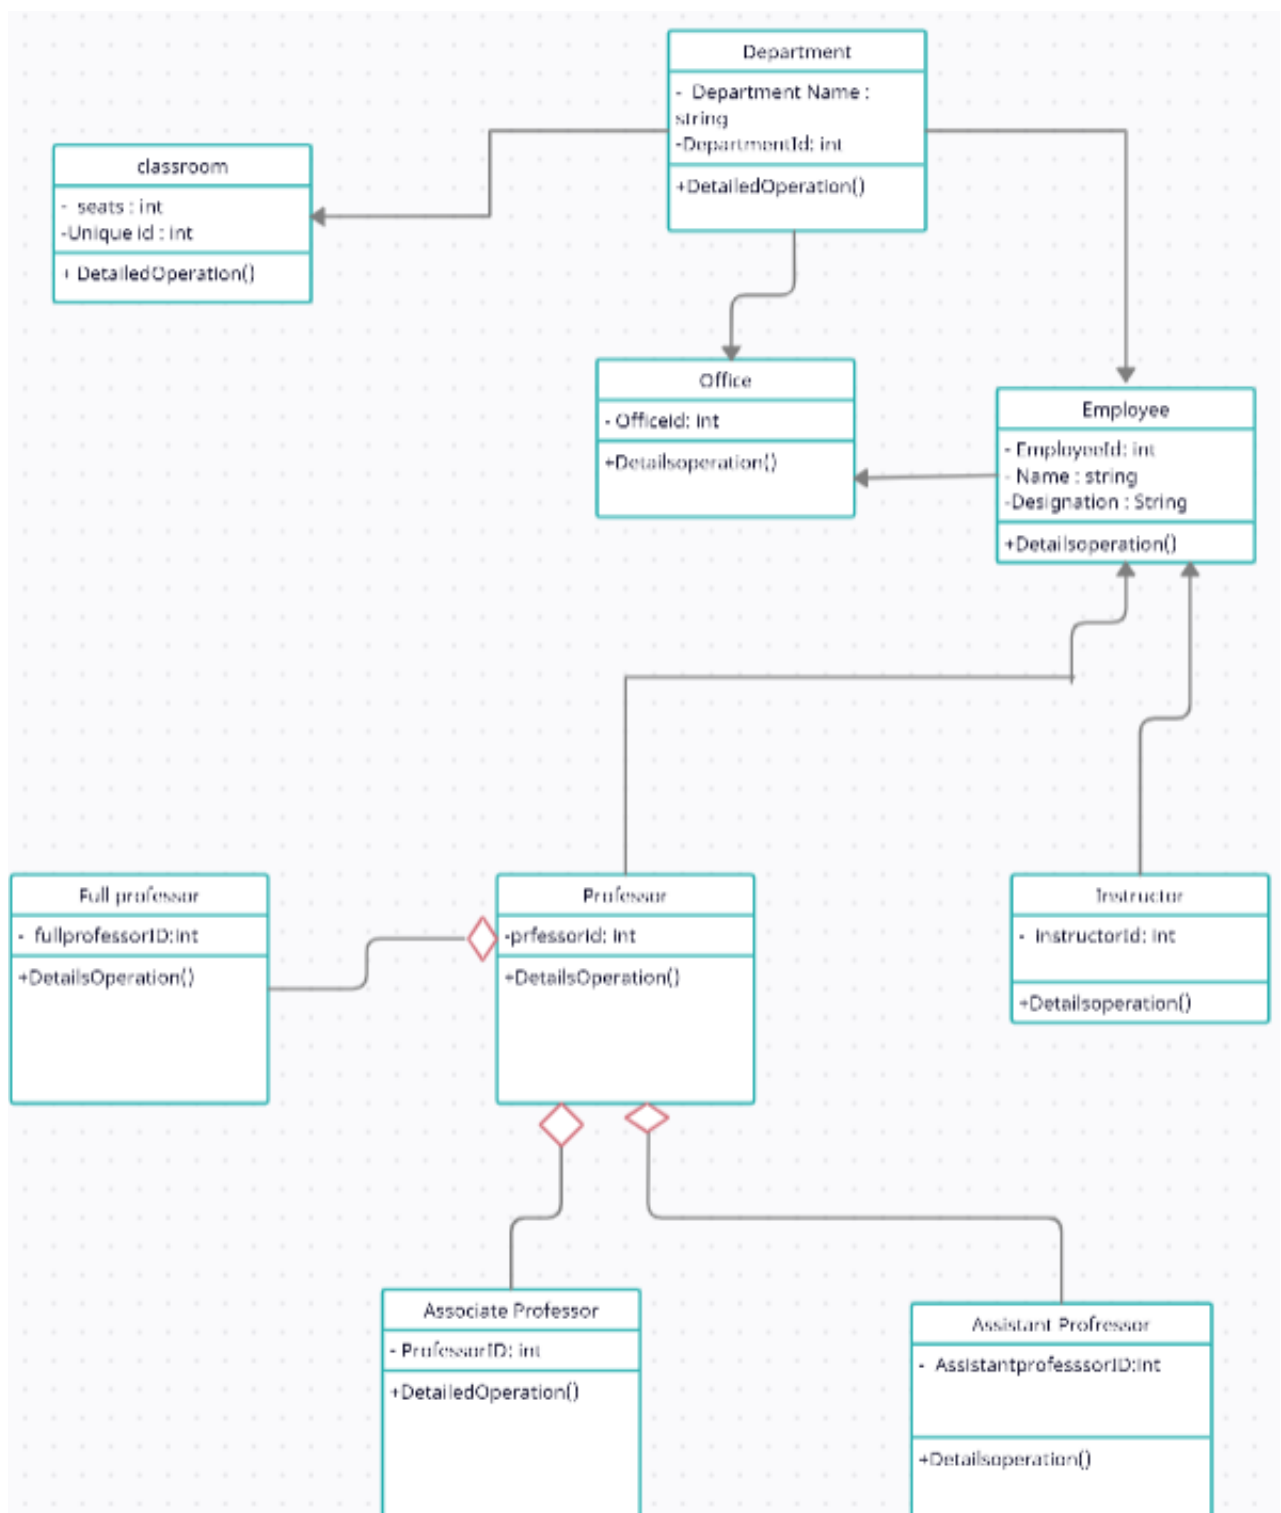 Department
- Department Name :
string
-DepartmentId: int
+DetailedOperation()
classroom
- seats : int
-Unique id : int
+ DetailedOperation()
Office
- OfficeId: Int
+Detailsoperation()
Employee
- EmployeeId: int
- Name : string
-Designation : String
+Detailsoperation()
Full professor
- fullprofessorID:Int
+DetailsOperation()
Professor
-prfessorId: Int
+DetailsOperation()
Instructor
- InstructorId: Int
+Detailsoperation()
Associate Professor
- ProfessorID: int
+DetailedOperation()
Assistant Profressor
- AssistantprofesssorID:Int
+Detailsoperation()